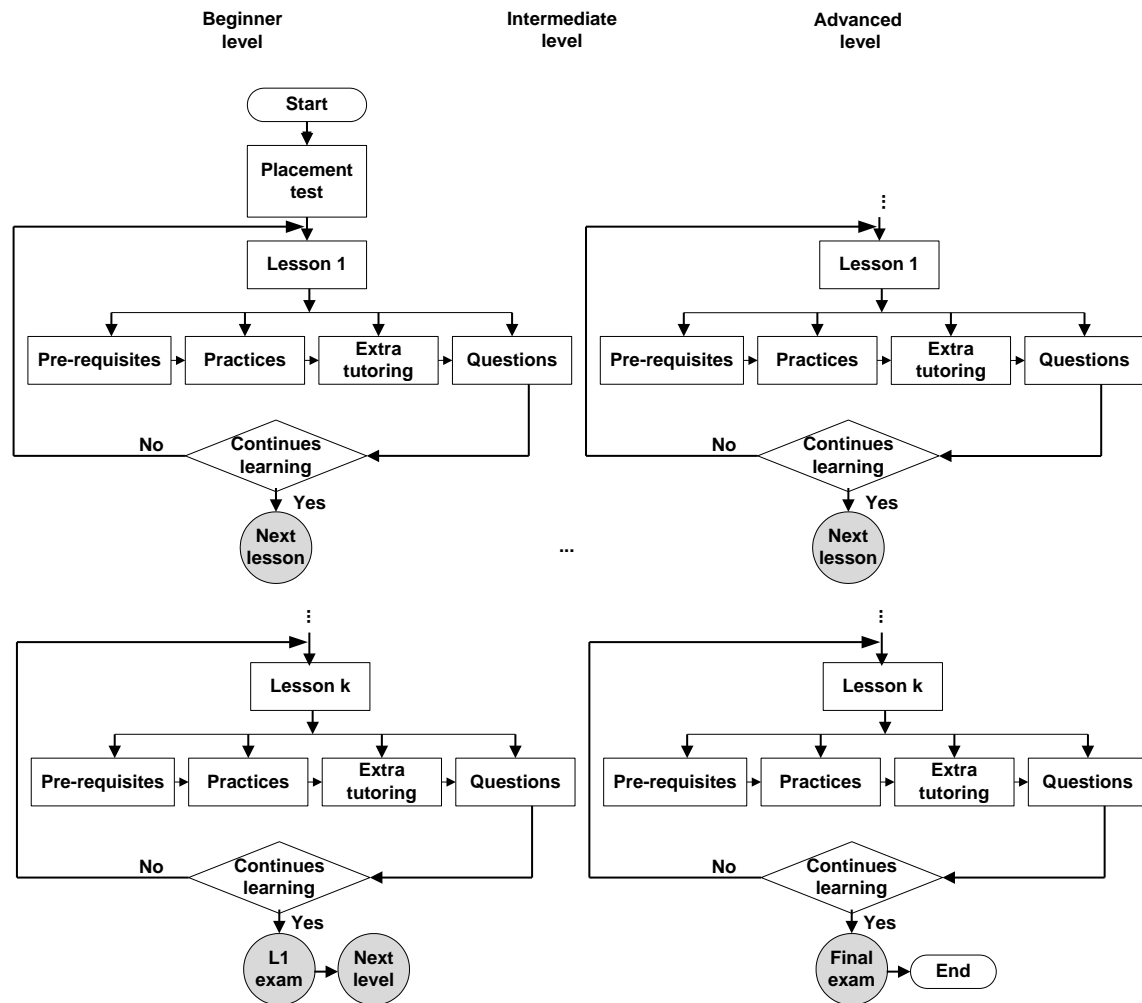 Beginner
level
Intermediate
level
Advanced
level
Start
Placement
test
Lesson 1
Pre-requisites
Practices
Extra
tutoring
Questions
No
Continues
learning
Yes
Next
lesson
...
Lesson 1
Pre-requisites
Practices
Extra
tutoring
Questions
No
Continues
learning
Yes
Next
lesson
...
...
Lesson k
Pre-requisites
Practices
Extra
tutoring
Questions
No
Continues
learning
Yes
L1
exam
Next
level
...
Lesson k
Pre-requisites
Practices
Extra
tutoring
Questions
No
Continues
learning
Yes
Final
exam
End